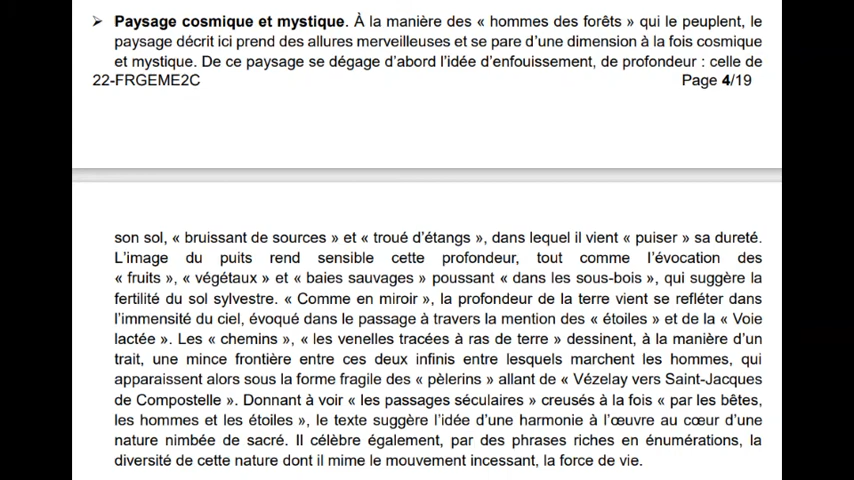 ➢ Paysage cosmique et mystique. À la manière des « hommes des forêts » qui le peuplent, le
paysage décrit ici prend des allures merveilleuses et se pare d’une dimension à la fois cosmique
et mystique. De ce paysage se dégage d’abord l’idée d’enfouissement, de profondeur : celle de
22-FRGEME2C Page 4/19
son sol, « bruissant de sources » et « troué d’étangs », dans lequel il vient « puiser » sa dureté.
L’image du puits rend sensible cette profondeur, tout comme l’évocation des
« fruits », « végétaux » et « baies sauvages » poussant « dans les sous-bois », qui suggère la
fertilité du sol sylvestre. « Comme en miroir », la profondeur de la terre vient se refléter dans
l’immensité du ciel, évoqué dans le passage à travers la mention des « étoiles » et de la « Voie
lactée ». Les « chemins », « les venelles tracées à ras de terre » dessinent, à la manière d’un
trait, une mince frontière entre ces deux infinis entre lesquels marchent les hommes, qui
apparaissent alors sous la forme fragile des « pèlerins » allant de « Vézelay vers Saint-Jacques
de Compostelle ». Donnant à voir « les passages séculaires » creusés à la fois « par les bêtes,
les hommes et les étoiles », le texte suggère l’idée d’une harmonie à l’œuvre au cœur d’une
nature nimbée de sacré. Il célèbre également, par des phrases riches en énumérations, la
diversité de cette nature dont il mime le mouvement incessant, la force de vie.